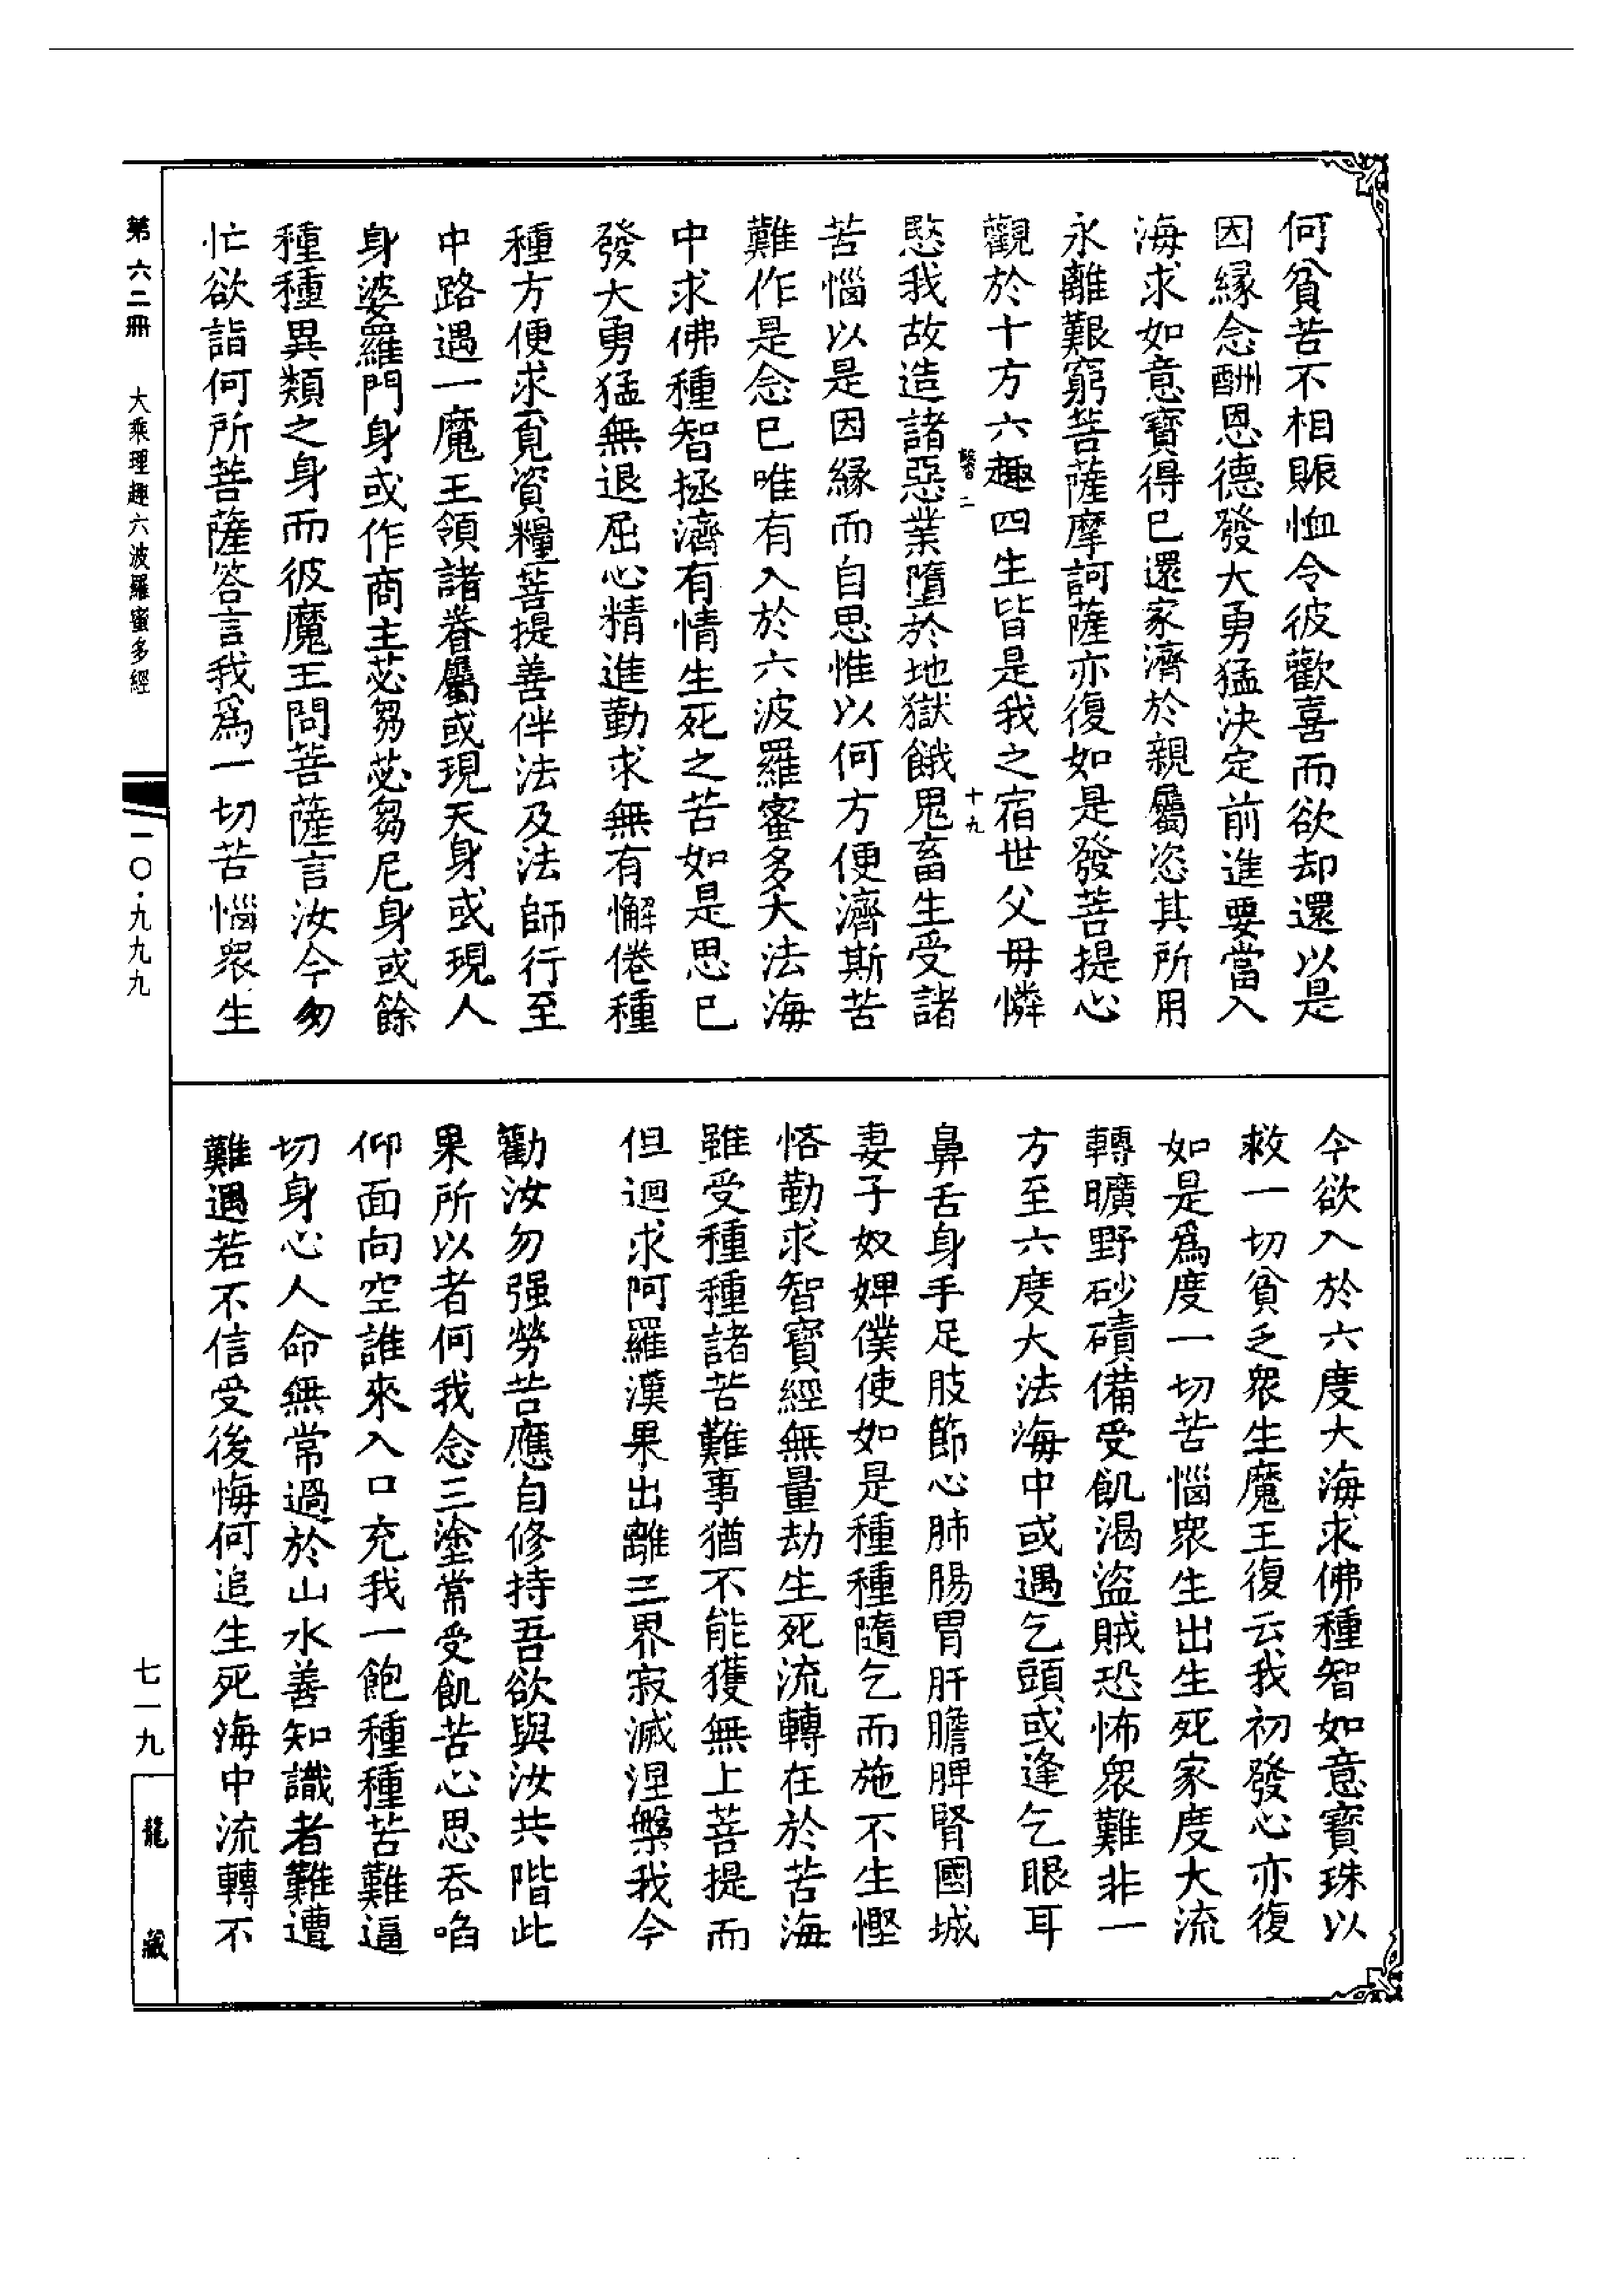 何貧苦不相賑恤令彼歡喜而欲却還以是
因緣念酬恩德發大勇猛決定前進要當入
海求如意寶得已還家濟於親屬恣其所用
永離艱窮菩薩摩訶薩亦復如是發菩提心
觀於十方六趣四生皆是我之宿世父毋憐
愍我故造諸惡業墮於地獄餓鬼畜生受諸
苦惱以是因緣而自思惟以何方便濟斯苦
難作是念已唯有入於六波羅蜜多大法海
中求佛種智拯濟有情生死之苦如是思已
發大勇猛無退屈心精進勤求無有懈倦種
種方便求覓資糧菩提善伴法及法師行至
中路遇一魔王領諸眷屬或現天身或現人
身婆羅門身或作商主苾芻苾芻尼身或餘
種種異類之身而彼魔王問菩薩言汝今匆
忙欲詣何所菩薩答言我爲一切苦惱衆生
二
十九
今欲入於六度大海求佛種智如意寶珠以
救一切貧乏衆生魔王復云我初發心亦復
如是爲度一切苦惱衆生出生死家度大流
轉曠野砂磧備受飢渴盜賊恐怖衆難非一
方至六度大法海中或遇乞頭或逢乞眼耳
鼻舌身手足肢節心肺腸胃肝膽脾腎國城
妻子奴婢僕使如是種種隨乞而施不生慳
悋勤求智寶經無量劫生死流轉在於苦海
雖受種種諸苦難事猶不能獲無上菩提而
但迴求阿羅漢果出離三界寂滅涅槃我今
勸汝勿强勞苦應自修持吾欲與汝共階此
果所以者何我念三塗常受飢苦心思吞啗
仰面向空誰來入口充我一飽種種苦難逼
切身心人命無常過於山水善知識者難遭
難遇若不信受後悔何追生死海中流轉不
第六二冊　大乘理趣六波羅蜜多經
一〇·九九九
七一九
龍藏